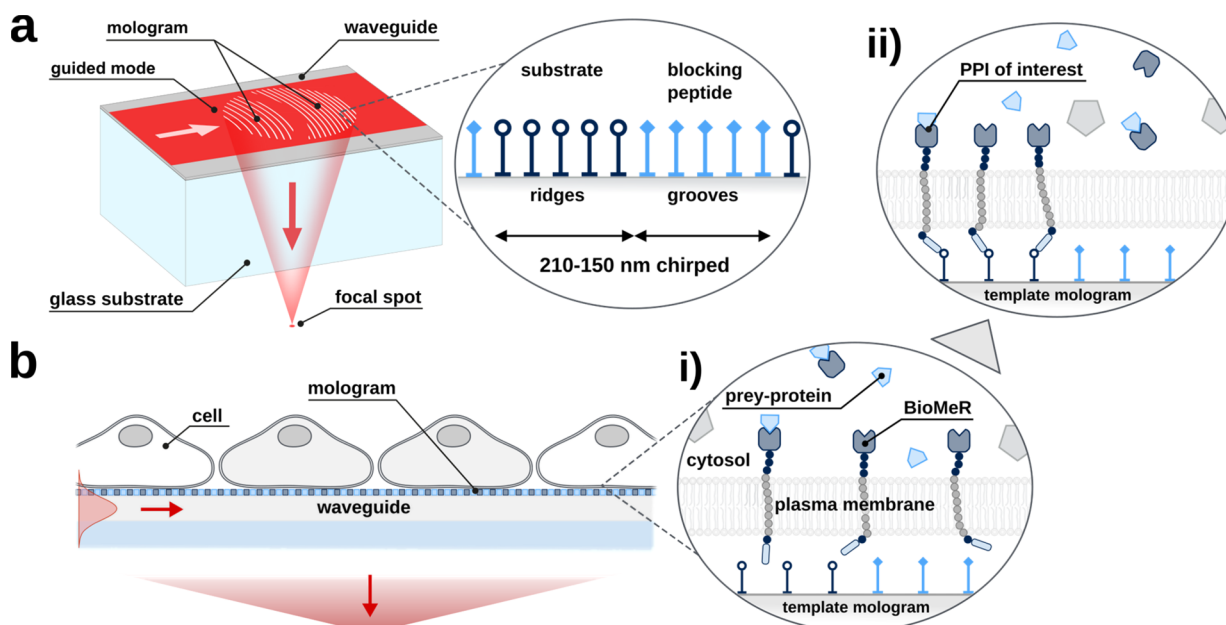 a
mologram
waveguide
guided mode
glass substrate
focal spot
substrate
blocking
peptide
ridges
grooves
210-150 nm chirped
ii)
PPI of interest
template mologram
b
mologram
cell
waveguide
i)
prey-protein
BioMeR
cytosol
plasma membrane
template mologram